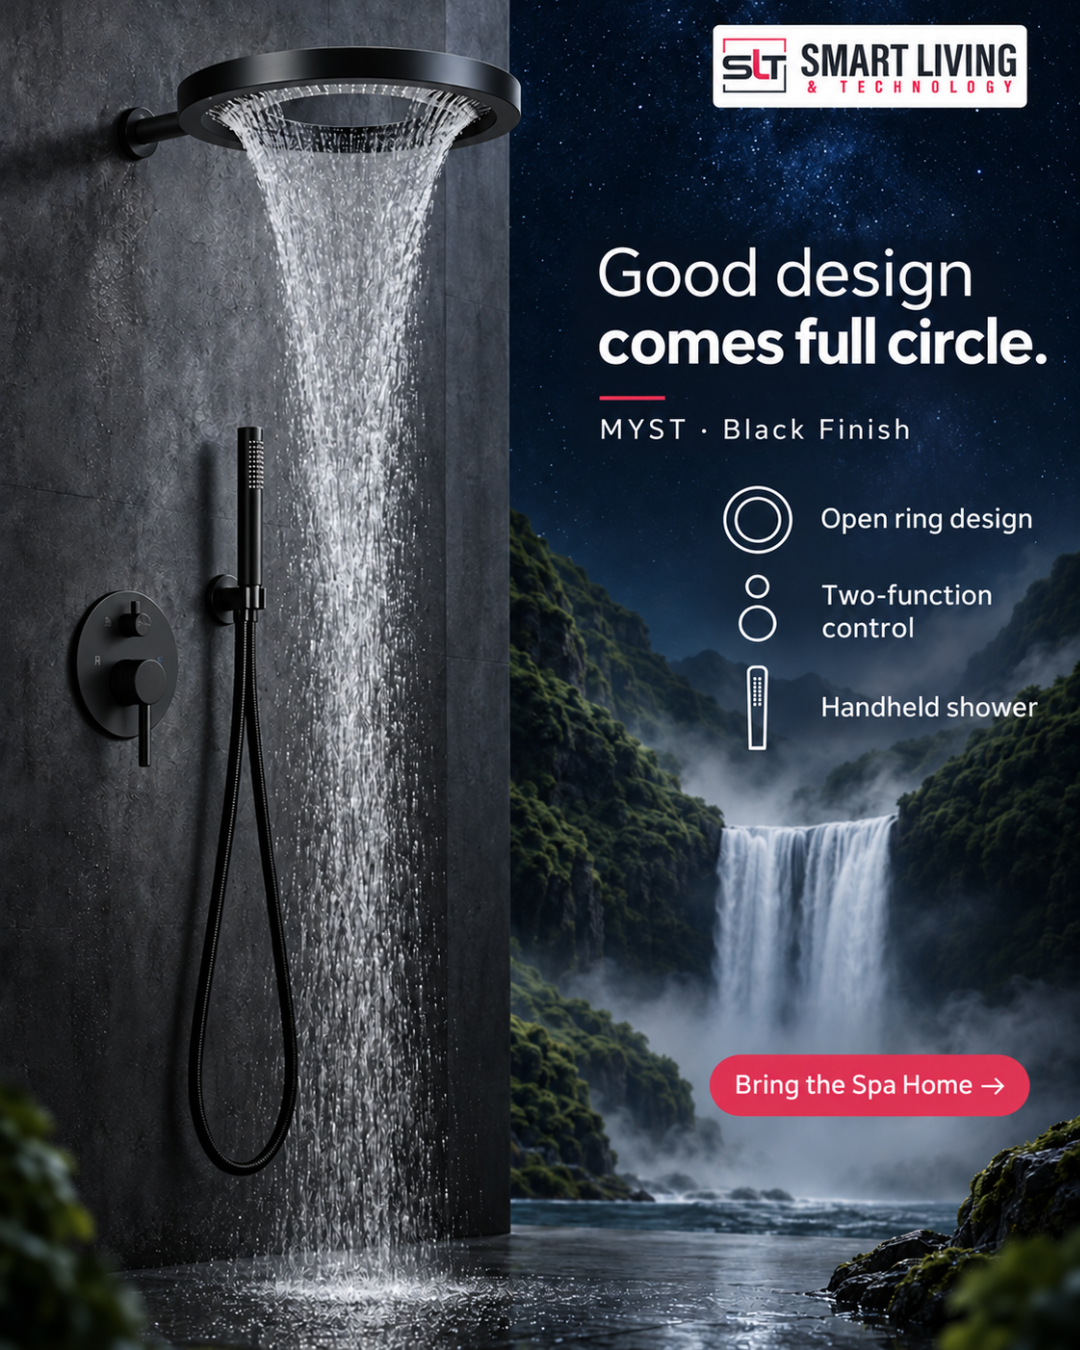 SLT SMART LIVING
& TECHNOLOGY
Good design
comes full circle.
MYST · Black Finish
Open ring design
Two-function
control
Handheld shower
Bring the Spa Home →